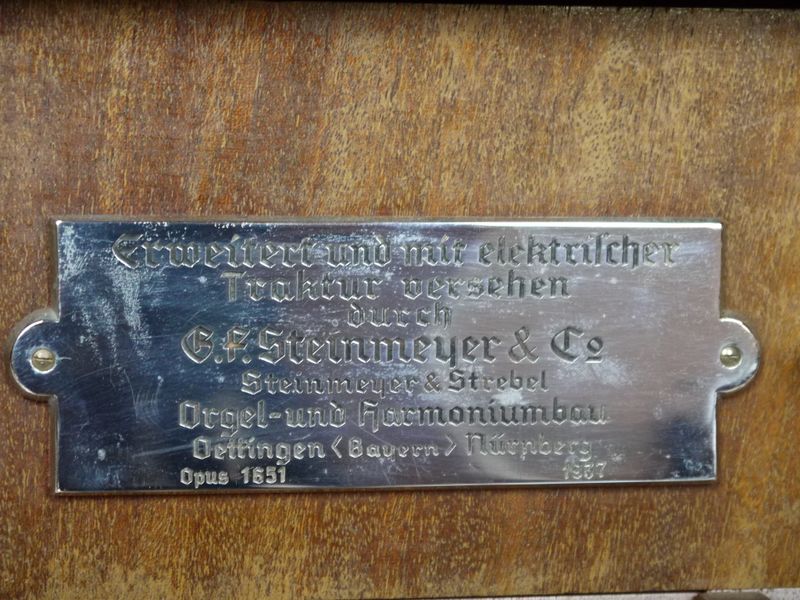 Erweitert und mit elektrischer
Traktur versehen
durch
G.F. Steinmeyer & Co
Steinmeyer & Strebel
Orgel- und Harmoniumbau
Oettingen <Bayern> Nürnberg
Opus 1651 1937